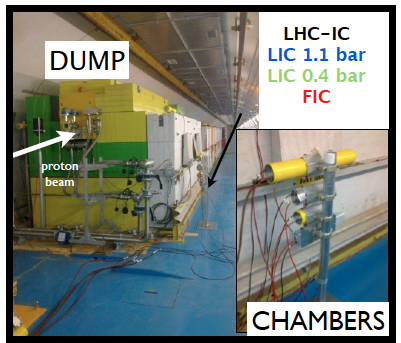 DUMP
LHC-IC
LIC 1.1 bar
LIC 0.4 bar
FIC
proton
beam
CHAMBERS